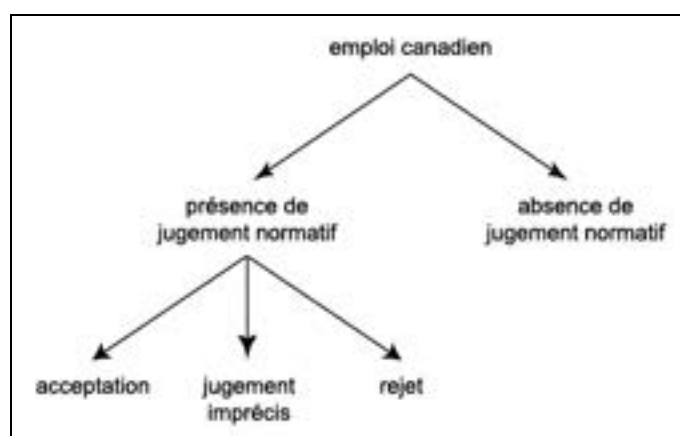 emploi canadien
présence de
jugement normatif
absence de
jugement normatif
acceptation
jugement
imprécis
rejet